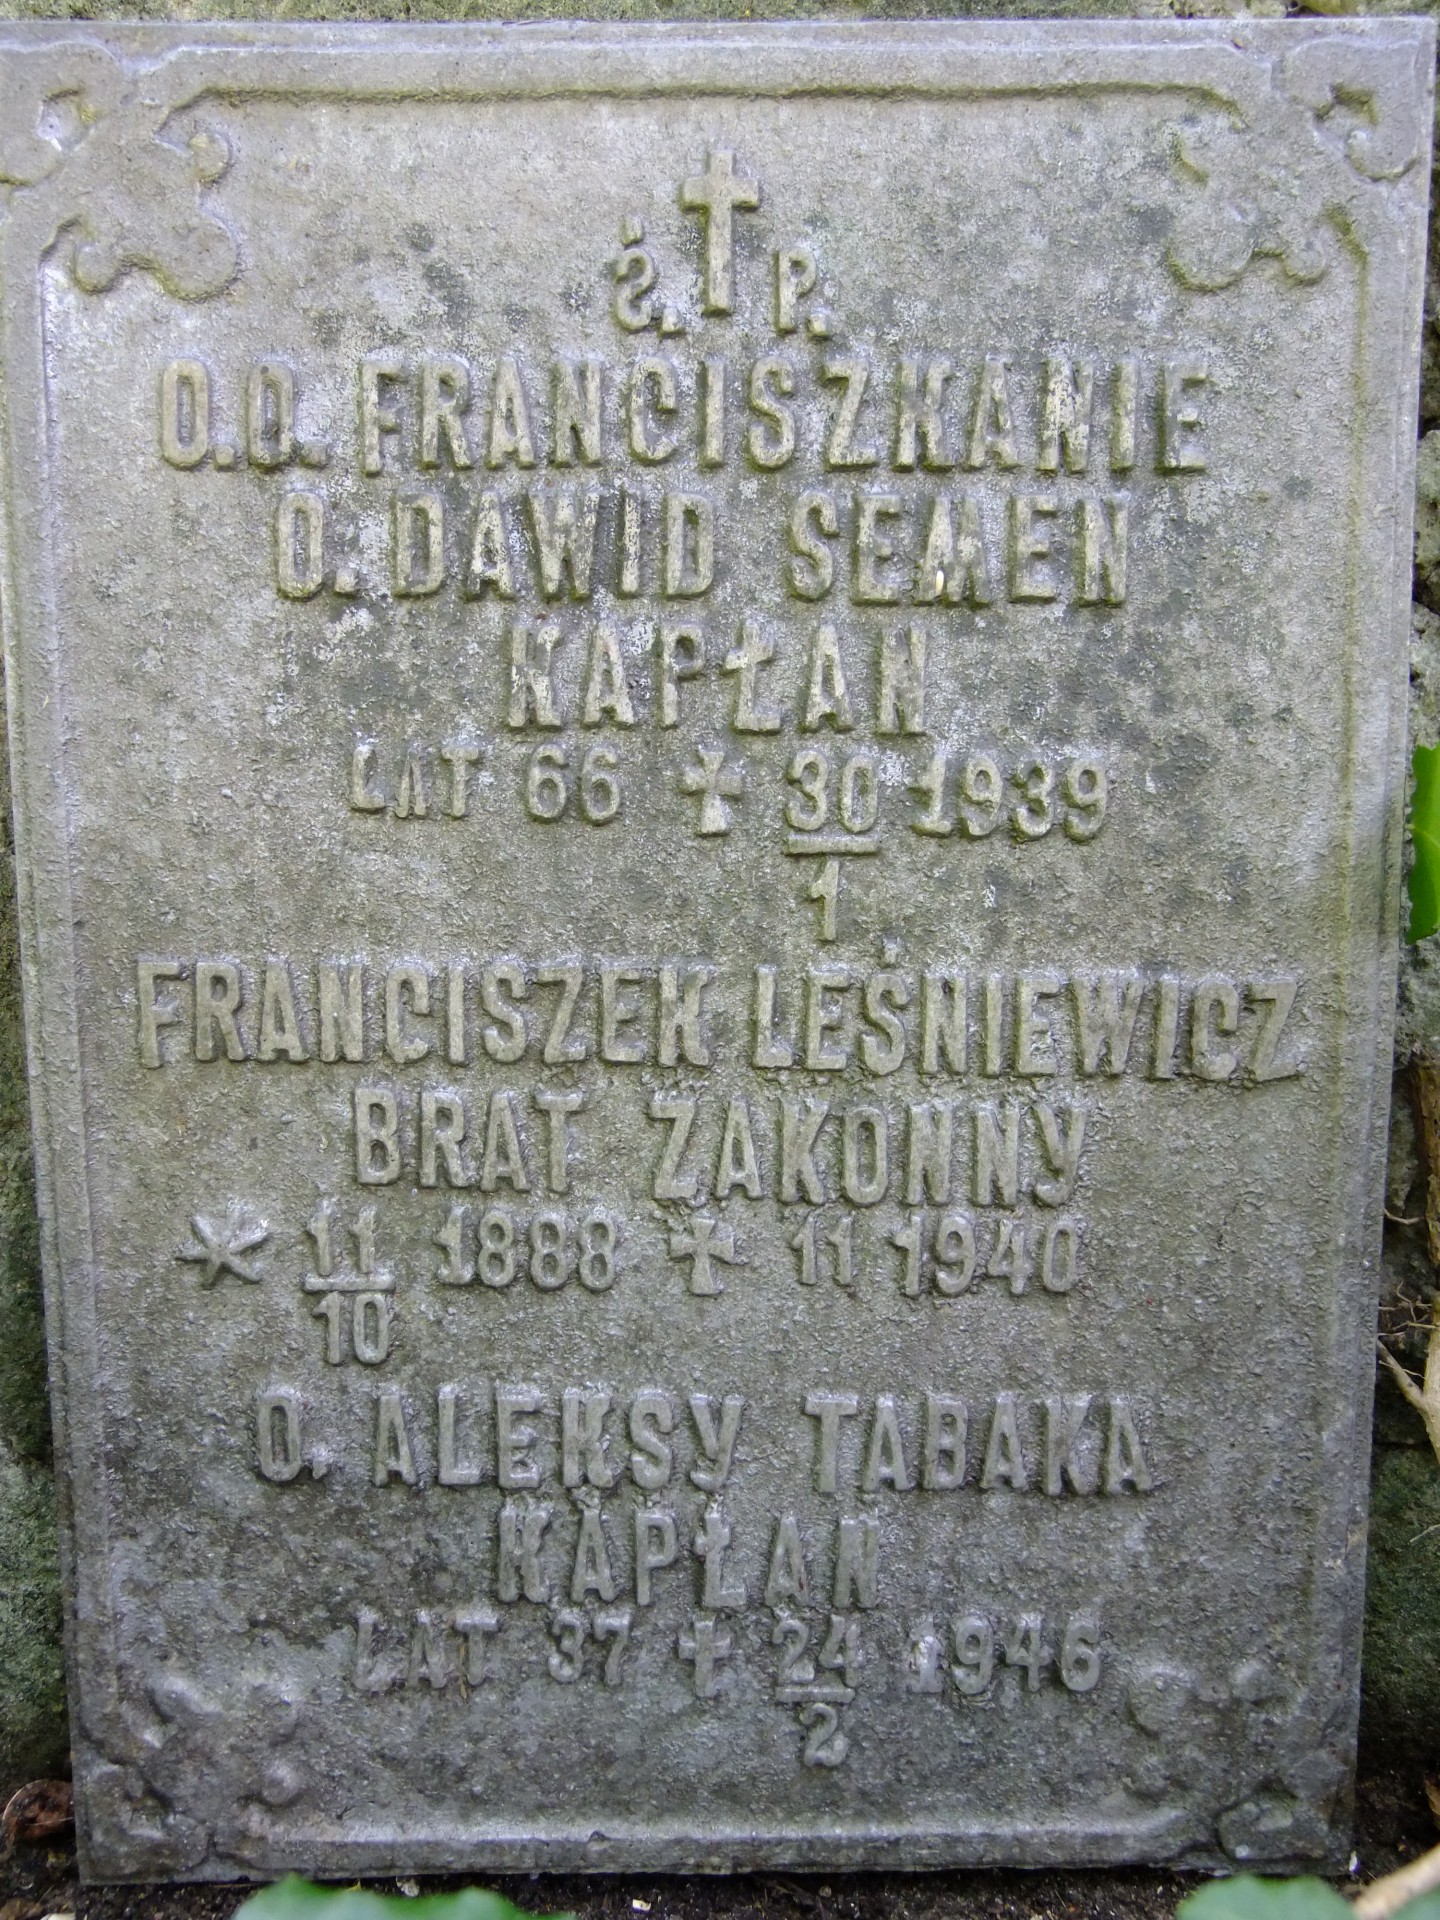 Ś. P.
O.O. FRANCISZKANIE
O. DAWID SEMEN
KAPŁAN
LAT 66 ✝ 30/1 1939
FRANCISZEK LEŚNIEWICZ
BRAT ZAKONNY
* 11/10 1888 ✝ 11 1940
O. ALEKSY TABAKA
KAPŁAN
LAT 37 ✝ 24/2 1946